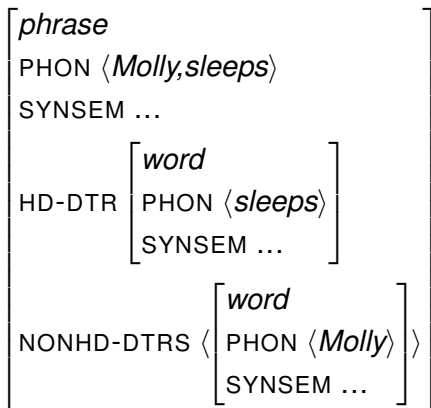 phrase
PHON ⟨Molly,sleeps⟩
SYNSEM ...
HD-DTR [word
PHON ⟨sleeps⟩
SYNSEM ...]
NONHD-DTRS ⟨[word
PHON ⟨Molly⟩
SYNSEM ...]⟩